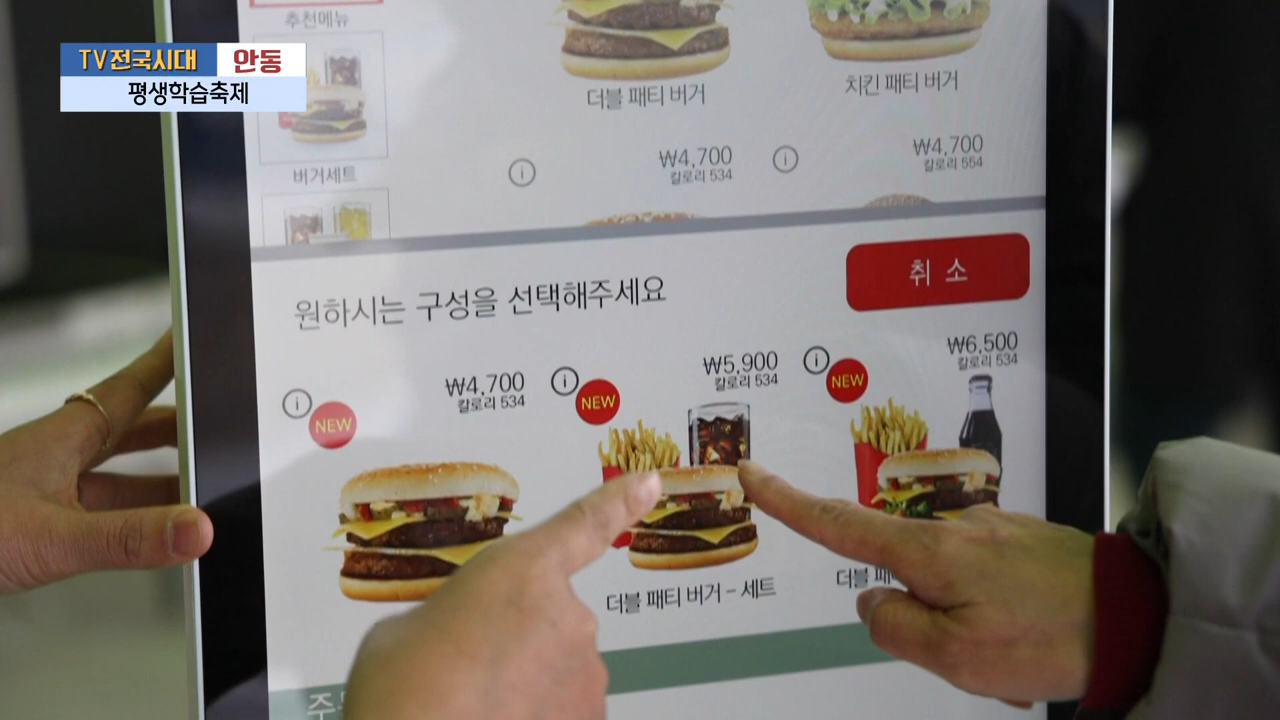 TV전국시대 안동
평생학습축제
추천메뉴
버거세트
더블 패티 버거
₩4,700
칼로리 534
치킨 패티 버거
₩4,700
칼로리 554
원하시는 구성을 선택해주세요
취 소
NEW
₩4,700
칼로리 534
NEW
₩5,900
칼로리 534
더블 패티 버거 - 세트
NEW
₩6,500
칼로리 534
더블